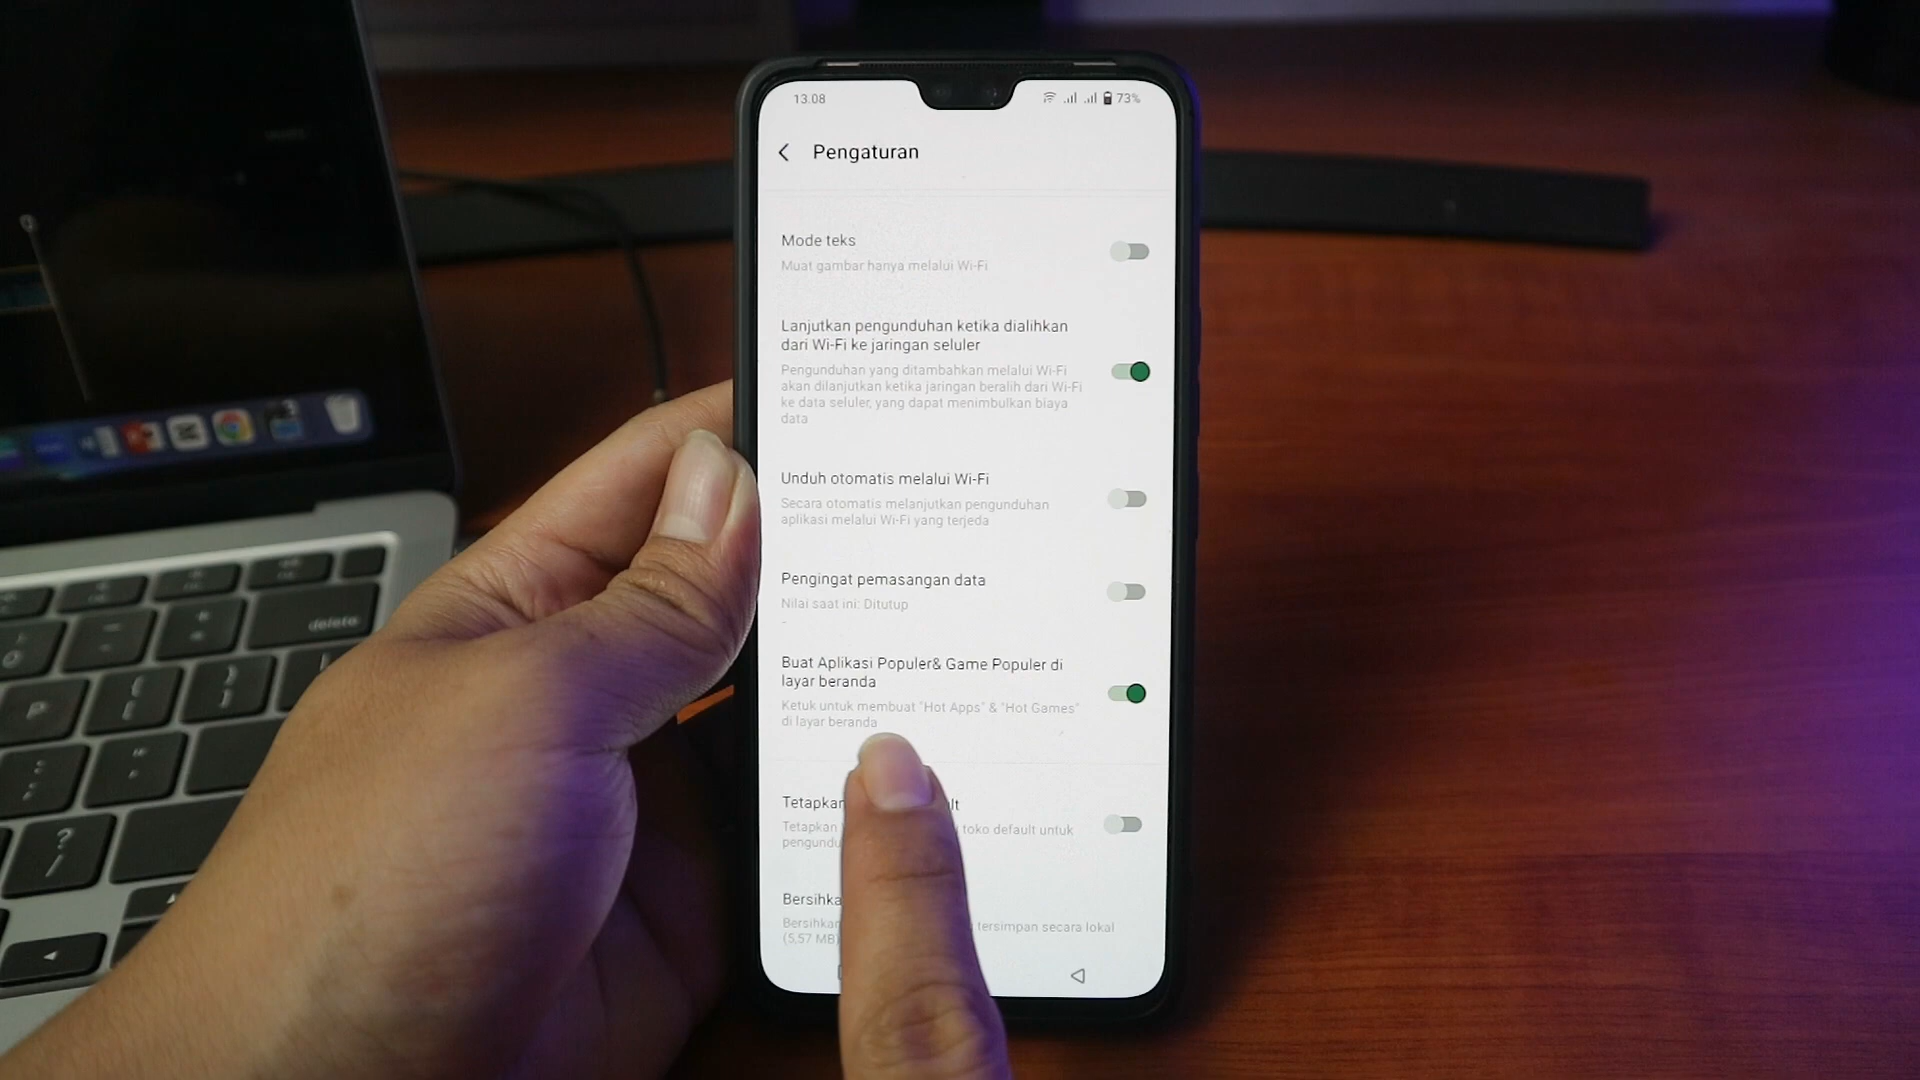 13.08
73%
Pengaturan
Mode teks
Muat gambar hanya melalui Wi-Fi
Lanjutkan pengunduhan ketika dialihkan
dari Wi-Fi ke jaringan seluler
Pengunduhan yang ditambahkan melalui Wi-Fi
akan dilanjutkan ketika jaringan beralih dari Wi-Fi
ke data seluler, yang dapat menimbulkan biaya
data
Unduh otomatis melalui Wi-Fi
Secara otomatis melanjutkan pengunduhan
aplikasi melalui Wi-Fi yang terjeda
Pengingat pemasangan data
Nilai saat ini: Ditutup
Buat Aplikasi Populer& Game Populer di
layar beranda
Ketuk untuk membuat "Hot Apps" & "Hot Games"
di layar beranda
Tetapkan
Tetapkan toko default untuk
Bersihkan tersimpan secara lokal
(5,57 MB)
delete
P
?
/